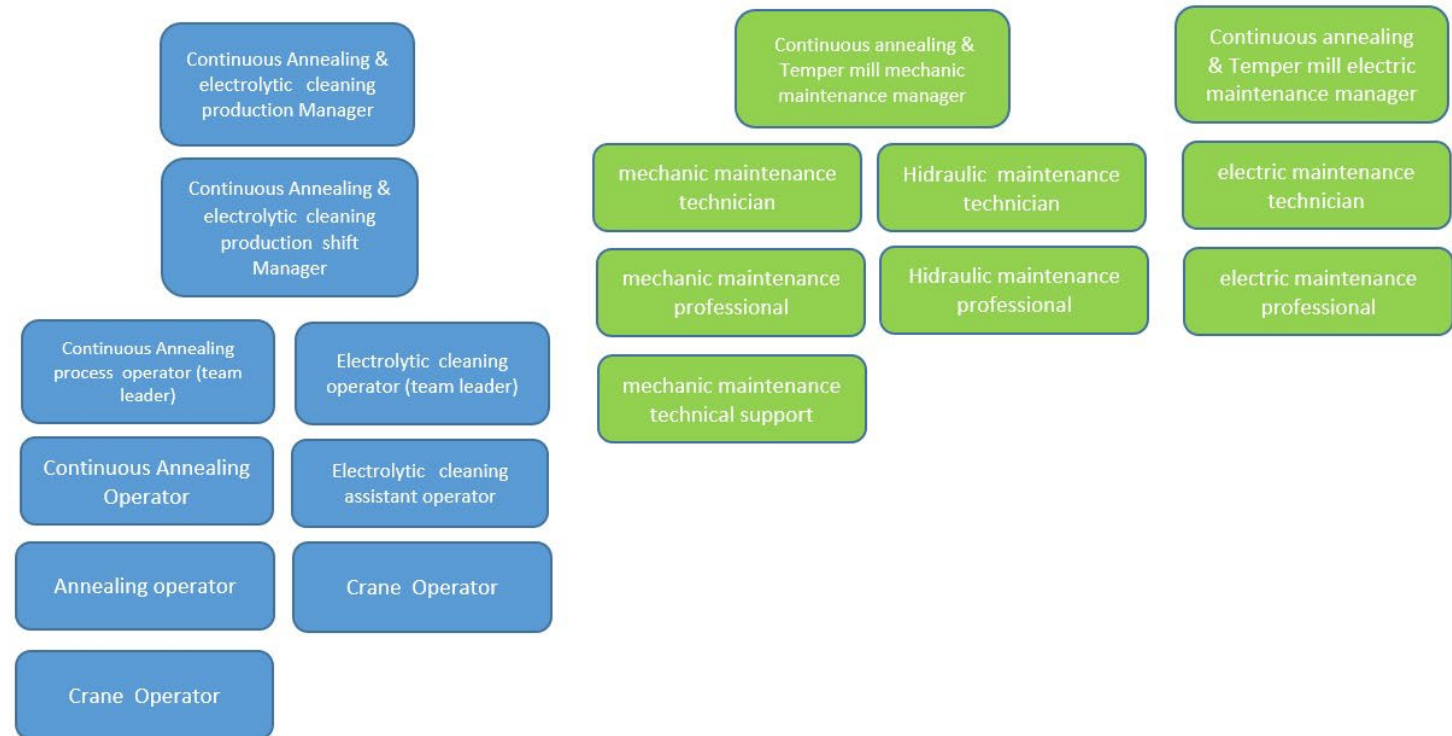 Continuous Annealing &
electrolytic cleaning
production Manager
Continuous Annealing &
electrolytic cleaning
production shift
Manager
Continuous Annealing
process operator (team
leader)
Electrolytic cleaning
operator (team leader)
Continuous Annealing
Operator
Electrolytic cleaning
assistant operator
Annealing operator
Crane Operator
Crane Operator
Continuous annealing &
Temper mill mechanic
maintenance manager
mechanic maintenance
technician
Hidraulic maintenance
technician
mechanic maintenance
professional
Hidraulic maintenance
professional
mechanic maintenance
technical support
Continuous annealing
& Temper mill electric
maintenance manager
electric maintenance
technician
electric maintenance
professional